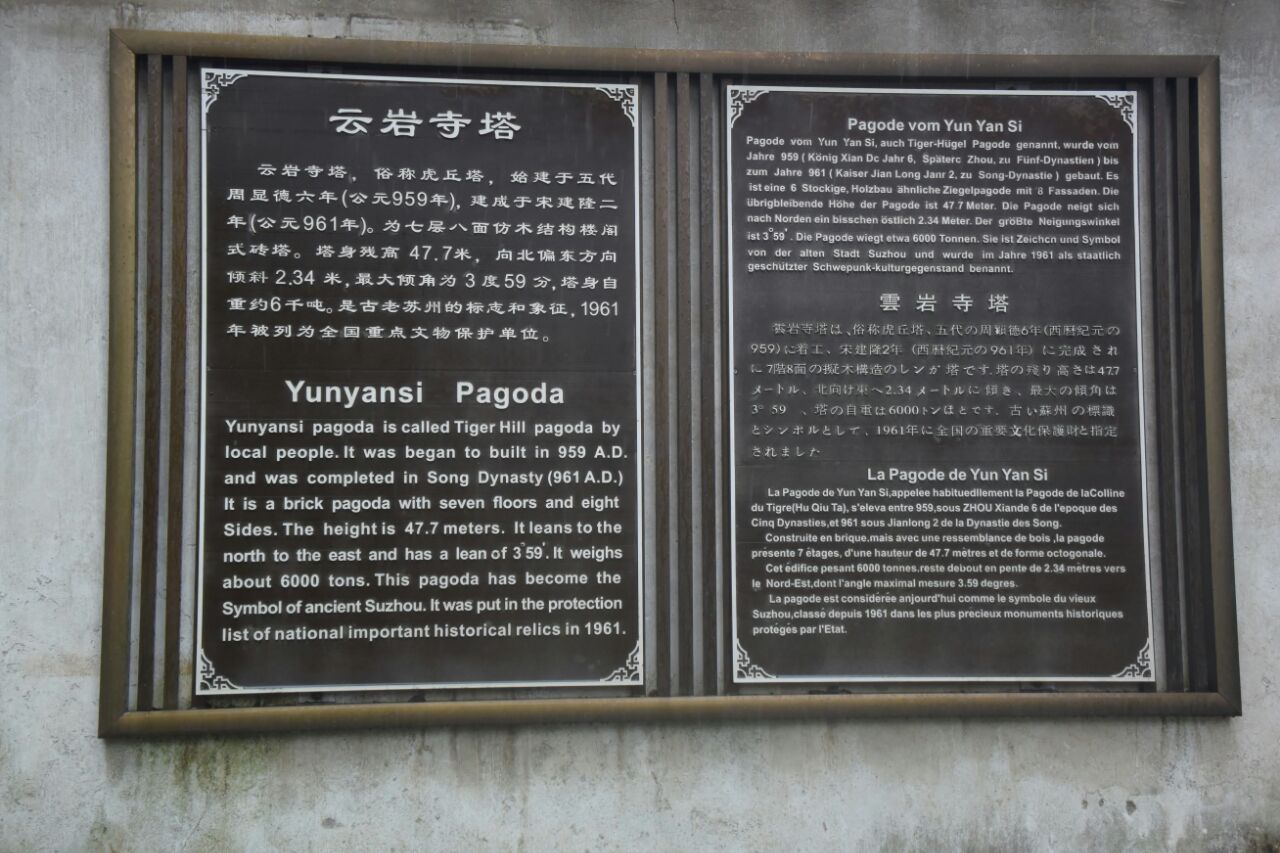 云岩寺塔
云岩寺塔，俗称虎丘塔，始建于五代
周显德六年(公元959年)，建成于宋建隆二
年(公元961年)。为七层八面仿木结构楼阁
式砖塔。塔身残高 47.7米，向北偏东方向
倾斜 2.34 米，最大倾角为 3 度 59 分，塔身自
重约6千吨。是古老苏州的标志和象征，1961
年被列为全国重点文物保护单位。
Yunyansi Pagoda
Yunyansi pagoda is called Tiger Hill pagoda by
local people. It was began to built in 959 A.D.
and was completed in Song Dynasty (961 A.D.)
It is a brick pagoda with seven floors and eight
Sides. The height is 47.7 meters. It leans to the
north to the east and has a lean of 3°59'. It weighs
about 6000 tons. This pagoda has become the
Symbol of ancient Suzhou. It was put in the protection
list of national important historical relics in 1961.
Pagode vom Yun Yan Si
Pagode vom Yun Yan Si, auch Tiger-Hügel Pagode genannt, wurde vom
Jahre 959 ( König Xian Dc Jahr 6, Späterc Zhou, zu Fünf-Dynastien ) bis
zum Jahre 961 ( Kaiser Jian Long Janr 2, zu Song-Dynastie ) gebaut. Es
ist eine 6 Stockige, Holzbau ähnliche Ziegelpagode mit 8 Fassaden. Die
übrigbleibende Höhe der Pagode ist 47.7 Meter. Die Pagode neigt sich
nach Norden ein bisschen östlich 2.34 Meter. Der größte Neigungswinkel
ist 3°59'. Die Pagode wiegt etwa 6000 Tonnen. Sie ist Zeichcn und Symbol
von der alten Stadt Suzhou und wurde im Jahre 1961 als staatlich
geschützter Schwepunk-kulturgegenstand benannt.
雲岩寺塔
雲岩寺塔は、俗称虎丘塔、五代の周顕徳6年(西暦紀元の
959)に着工、宋建隆2年 (西暦紀元の961年) に完成され
に7階8面の擬木構造のレンガ塔です. 塔の残り高さは47.7
メートル、北向け東へ2.34 メートルに傾き、最大の傾角は
3° 59 、塔の自重は6000トンほとです. 古い蘇州の標識
とシンボルとして、1961年に全国の重要文化保護財と指定
されました
La Pagode de Yun Yan Si
La Pagode de Yun Yan Si,appelee habituedllement la Pagode de laColline
du Tigre(Hu Qiu Ta), s'eleva entre 959,sous ZHOU Xiande 6 de l'epoque des
Cinq Dynasties,et 961 sous Jianlong 2 de la Dynastie des Song.
Construite en brique,mais avec une ressemblance de bois ,la pagode
présente 7 étages, d'une hauteur de 47.7 mètres et de forme octogonale.
Cet édifice pesant 6000 tonnes,reste debout en pente de 2.34 mètres vers
le Nord-Est,dont l'angle maximal mesure 3.59 degres.
La pagode est considérée anjourd'hui comme le symbole du vieux
Suzhou,classé depuis 1961 dans les plus précieux monuments historiques
protégés par l'Etat.